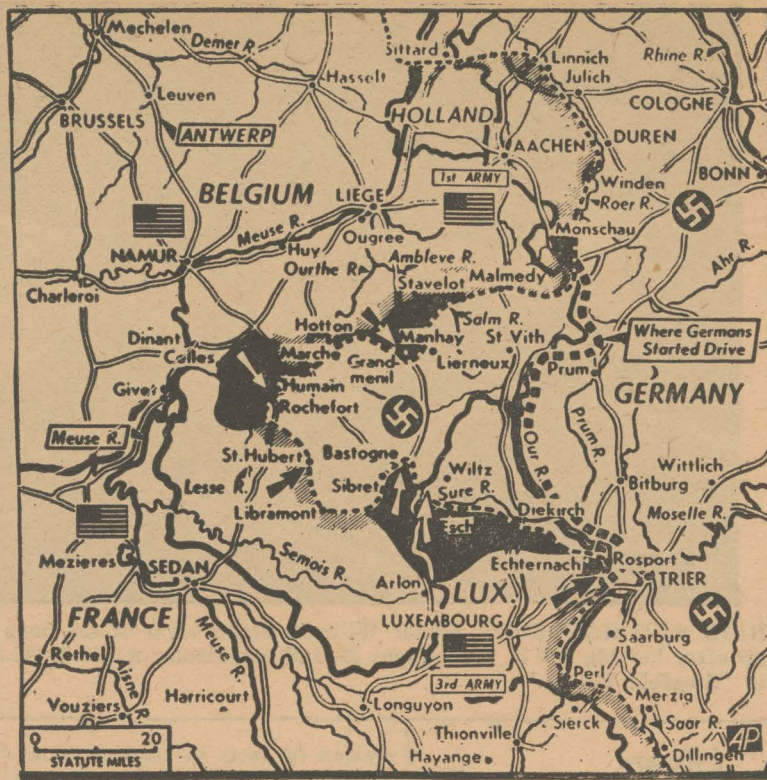 Mechelen
Demer R.
Sittard
Linnich
Rhine R.
Hasselt
Julich
Leuven
COLOGNE
BRUSSELS
HOLLAND
ANTWERP
AACHEN
DUREN
BONN
1st ARMY
Winden
BELGIUM
LIEGE
Roer R.
Meuse R.
Ougree
Monschau
NAMUR
Huy
Ourthe R.
Ambleve R.
Ahr R.
Stavelot
Malmedy
Charleroi
Hotton
Salm R.
Dinant
Manhay
St. Vith
Where Germans
Started Drive
Celles
Marche
Grand-
menil
Lierneux
Prum
Givet
Humain
GERMANY
Rochefort
Meuse R.
Prum R.
Our R.
St. Hubert
Bastogne
Wiltz
Wittlich
Lesse R.
Sibret
Sure R.
Bitburg
Libramont
Diekirch
Moselle R.
Esch
Mezieres
Semois R.
Echternach
Rosport
SEDAN
TRIER
Arlon
LUX.
FRANCE
LUXEMBOURG
Saarburg
Meuse R.
Rethel
Perl
Aisne R.
3rd ARMY
Harricourt
Merzig
Vouziers
Longuyon
Sierck
Saar R.
0 20
Thionville
AP
STATUTE MILES
Hayange
Dillingen